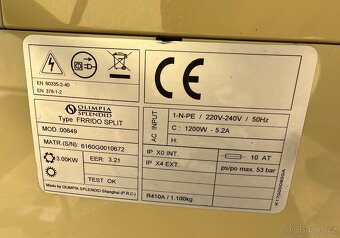 EN 60335-2-40
EN 378-1-2
CE
OLIMPIA
SPLENDID
Type FRRIDO SPLIT
MOD. 00649
MATR.(S/N): 6160G0010672
3.00KW
EER: 3.21
TEST OK
Made by OLIMPIA SPLENDID Shanghai (P.R.C.)
AC INPUT
1-N-PE / 220V-240V / 50Hz
C: 1200W - 5.2A
H:
IP X0 INT.
10 AT
IP X4 EXT.
ps/po max. 53 bar
R410A / 1.100kg